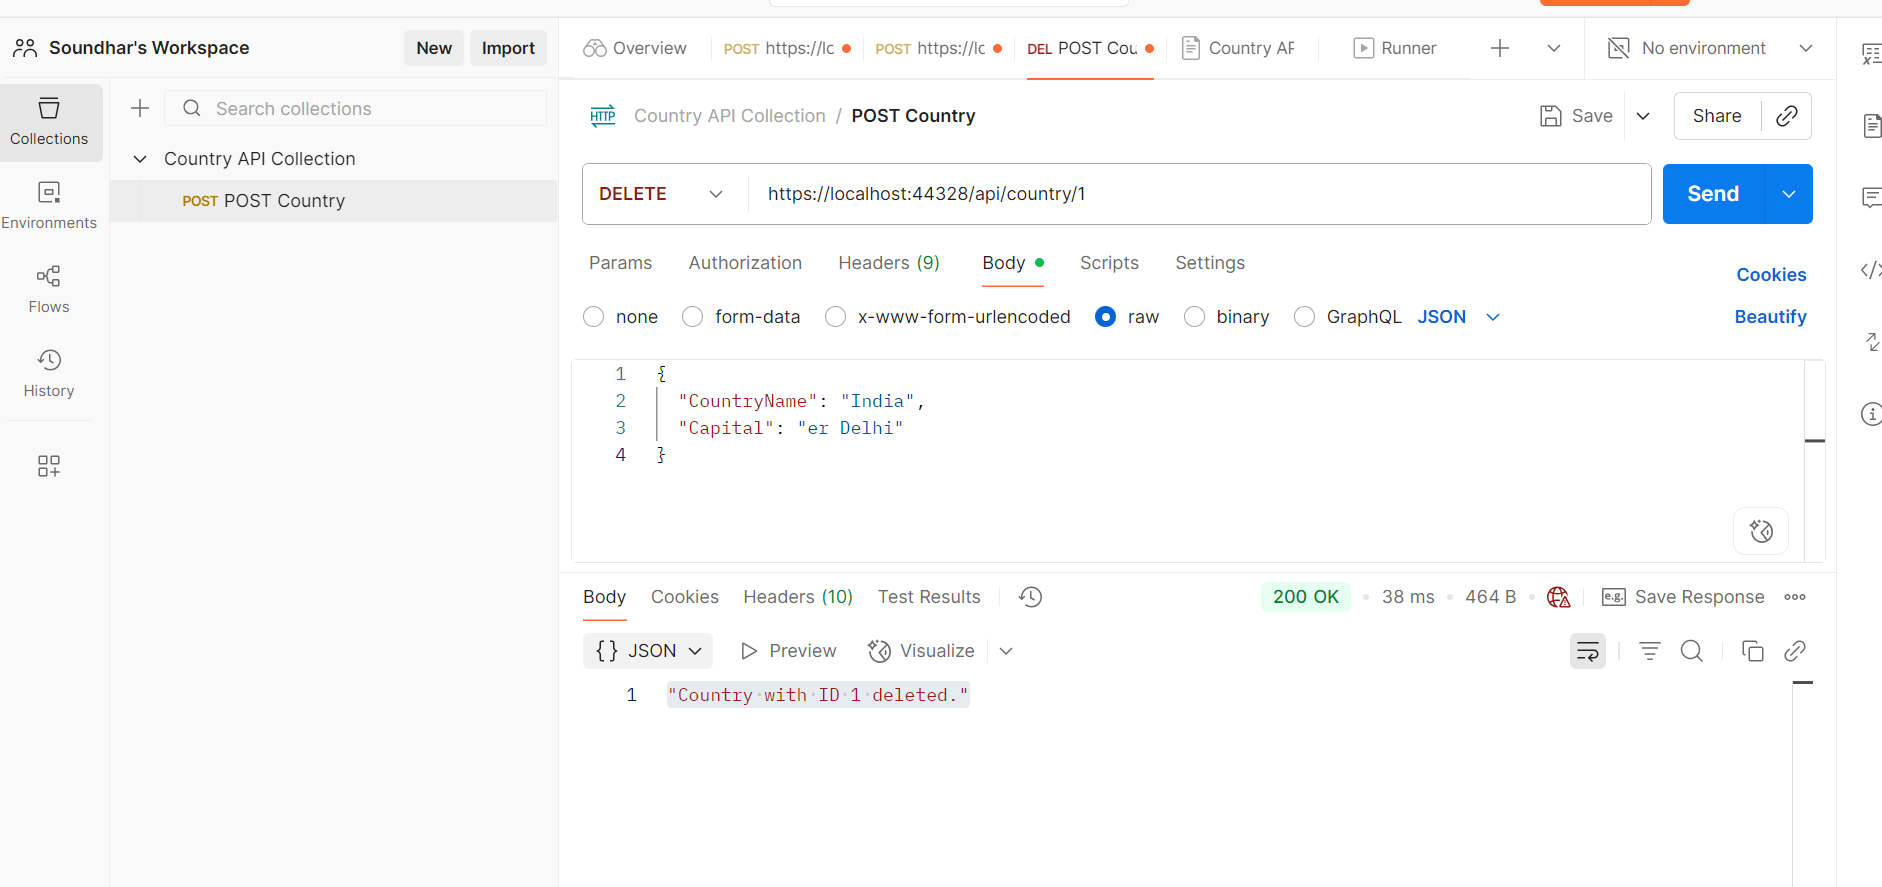 Soundhar's Workspace
New
Import
Overview
POST https://lc
POST https://lc
DEL POST Cou
Country AF
Runner
No environment
Collections
Environments
Flows
History
Search collections
Country API Collection
POST POST Country
HTTP
Country API Collection / POST Country
Save
Share
DELETE
https://localhost:44328/api/country/1
Send
Params
Authorization
Headers (9)
Body
Scripts
Settings
Cookies
none
form-data
x-www-form-urlencoded
raw
binary
GraphQL
JSON
Beautify
1 {
2 "CountryName": "India",
3 "Capital": "er Delhi"
4 }
Body
Cookies
Headers (10)
Test Results
200 OK
38 ms
464 B
e.g.
Save Response
{} JSON
Preview
Visualize
1 "Country with ID 1 deleted."